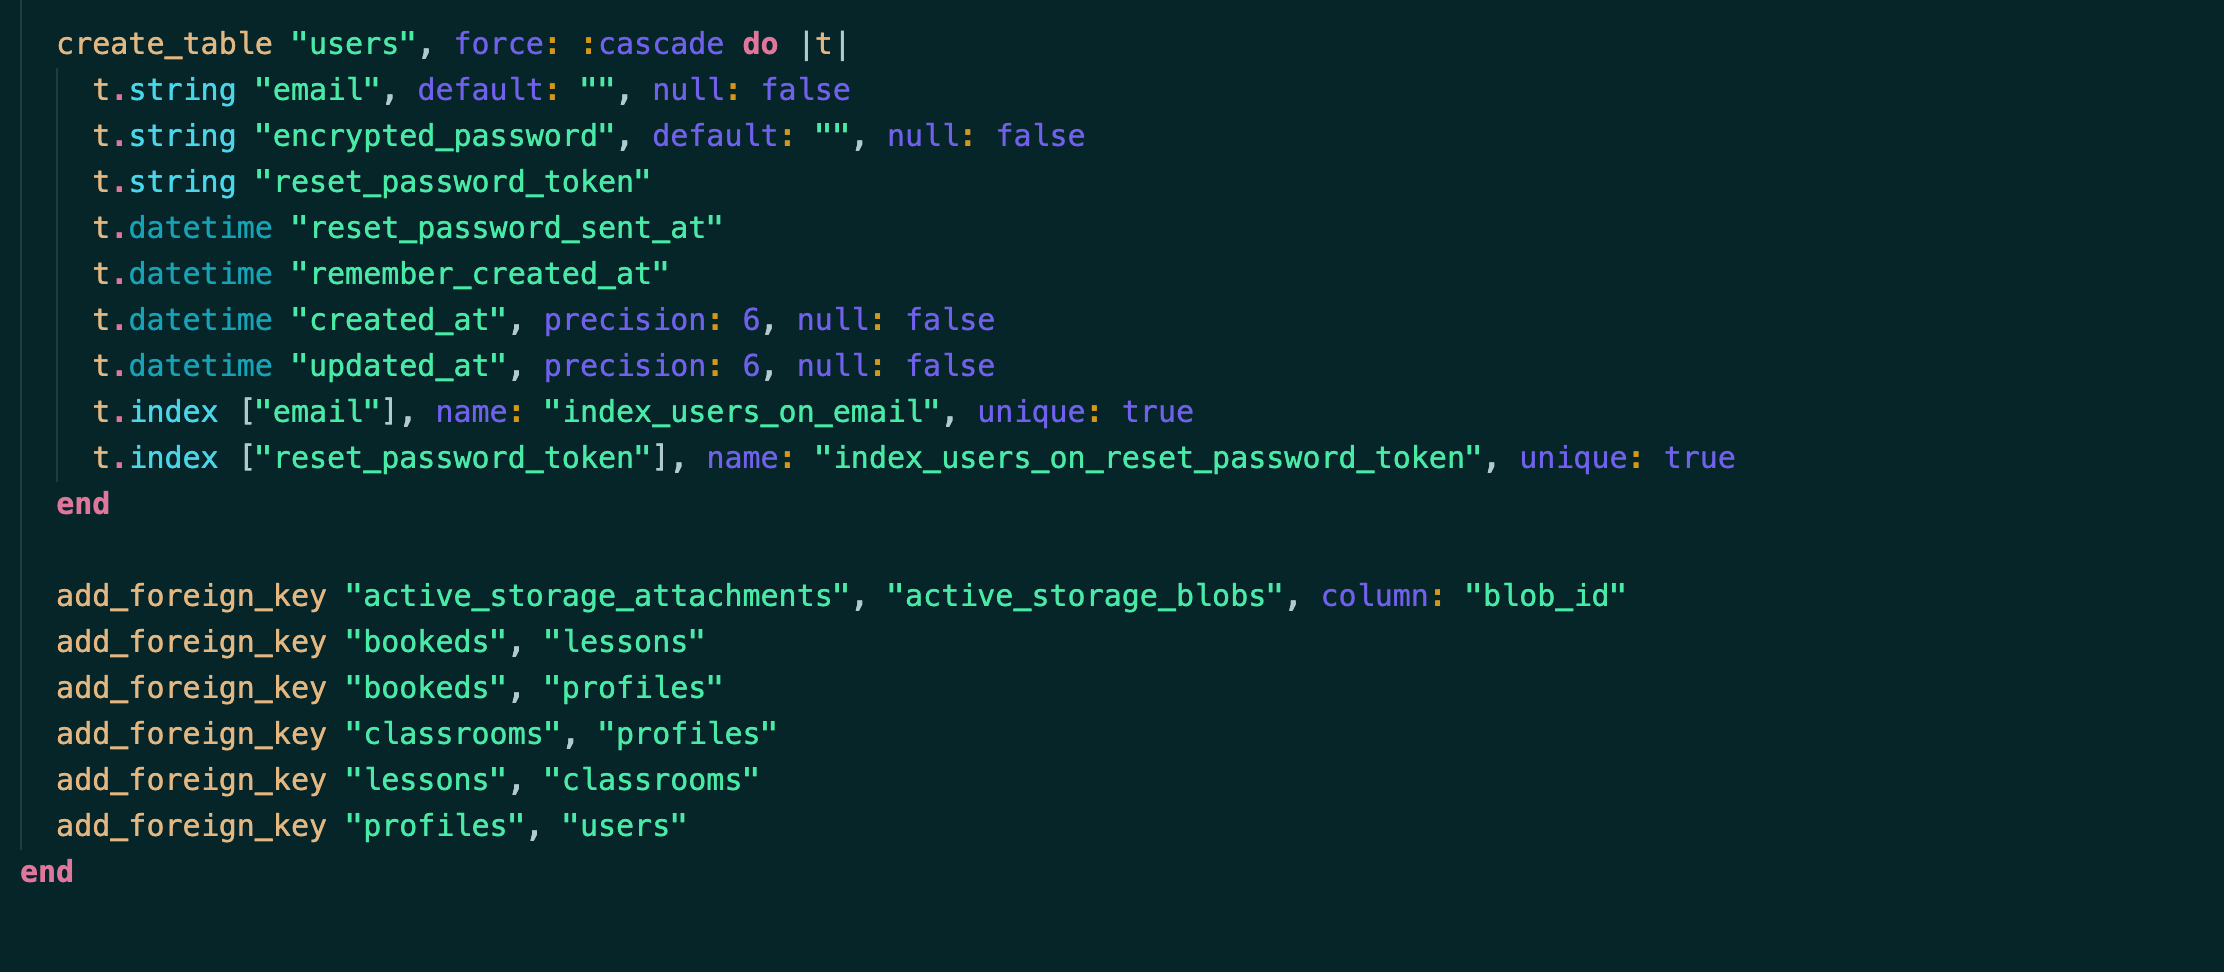 create_table "users", force: :cascade do |t|
t.string "email", default: "", null: false
t.string "encrypted_password", default: "", null: false
t.string "reset_password_token"
t.datetime "reset_password_sent_at"
t.datetime "remember_created_at"
t.datetime "created_at", precision: 6, null: false
t.datetime "updated_at", precision: 6, null: false
t.index ["email"], name: "index_users_on_email", unique: true
t.index ["reset_password_token"], name: "index_users_on_reset_password_token", unique: true
end
add_foreign_key "active_storage_attachments", "active_storage_blobs", column: "blob_id"
add_foreign_key "bookeds", "lessons"
add_foreign_key "bookeds", "profiles"
add_foreign_key "classrooms", "profiles"
add_foreign_key "lessons", "classrooms"
add_foreign_key "profiles", "users"
end